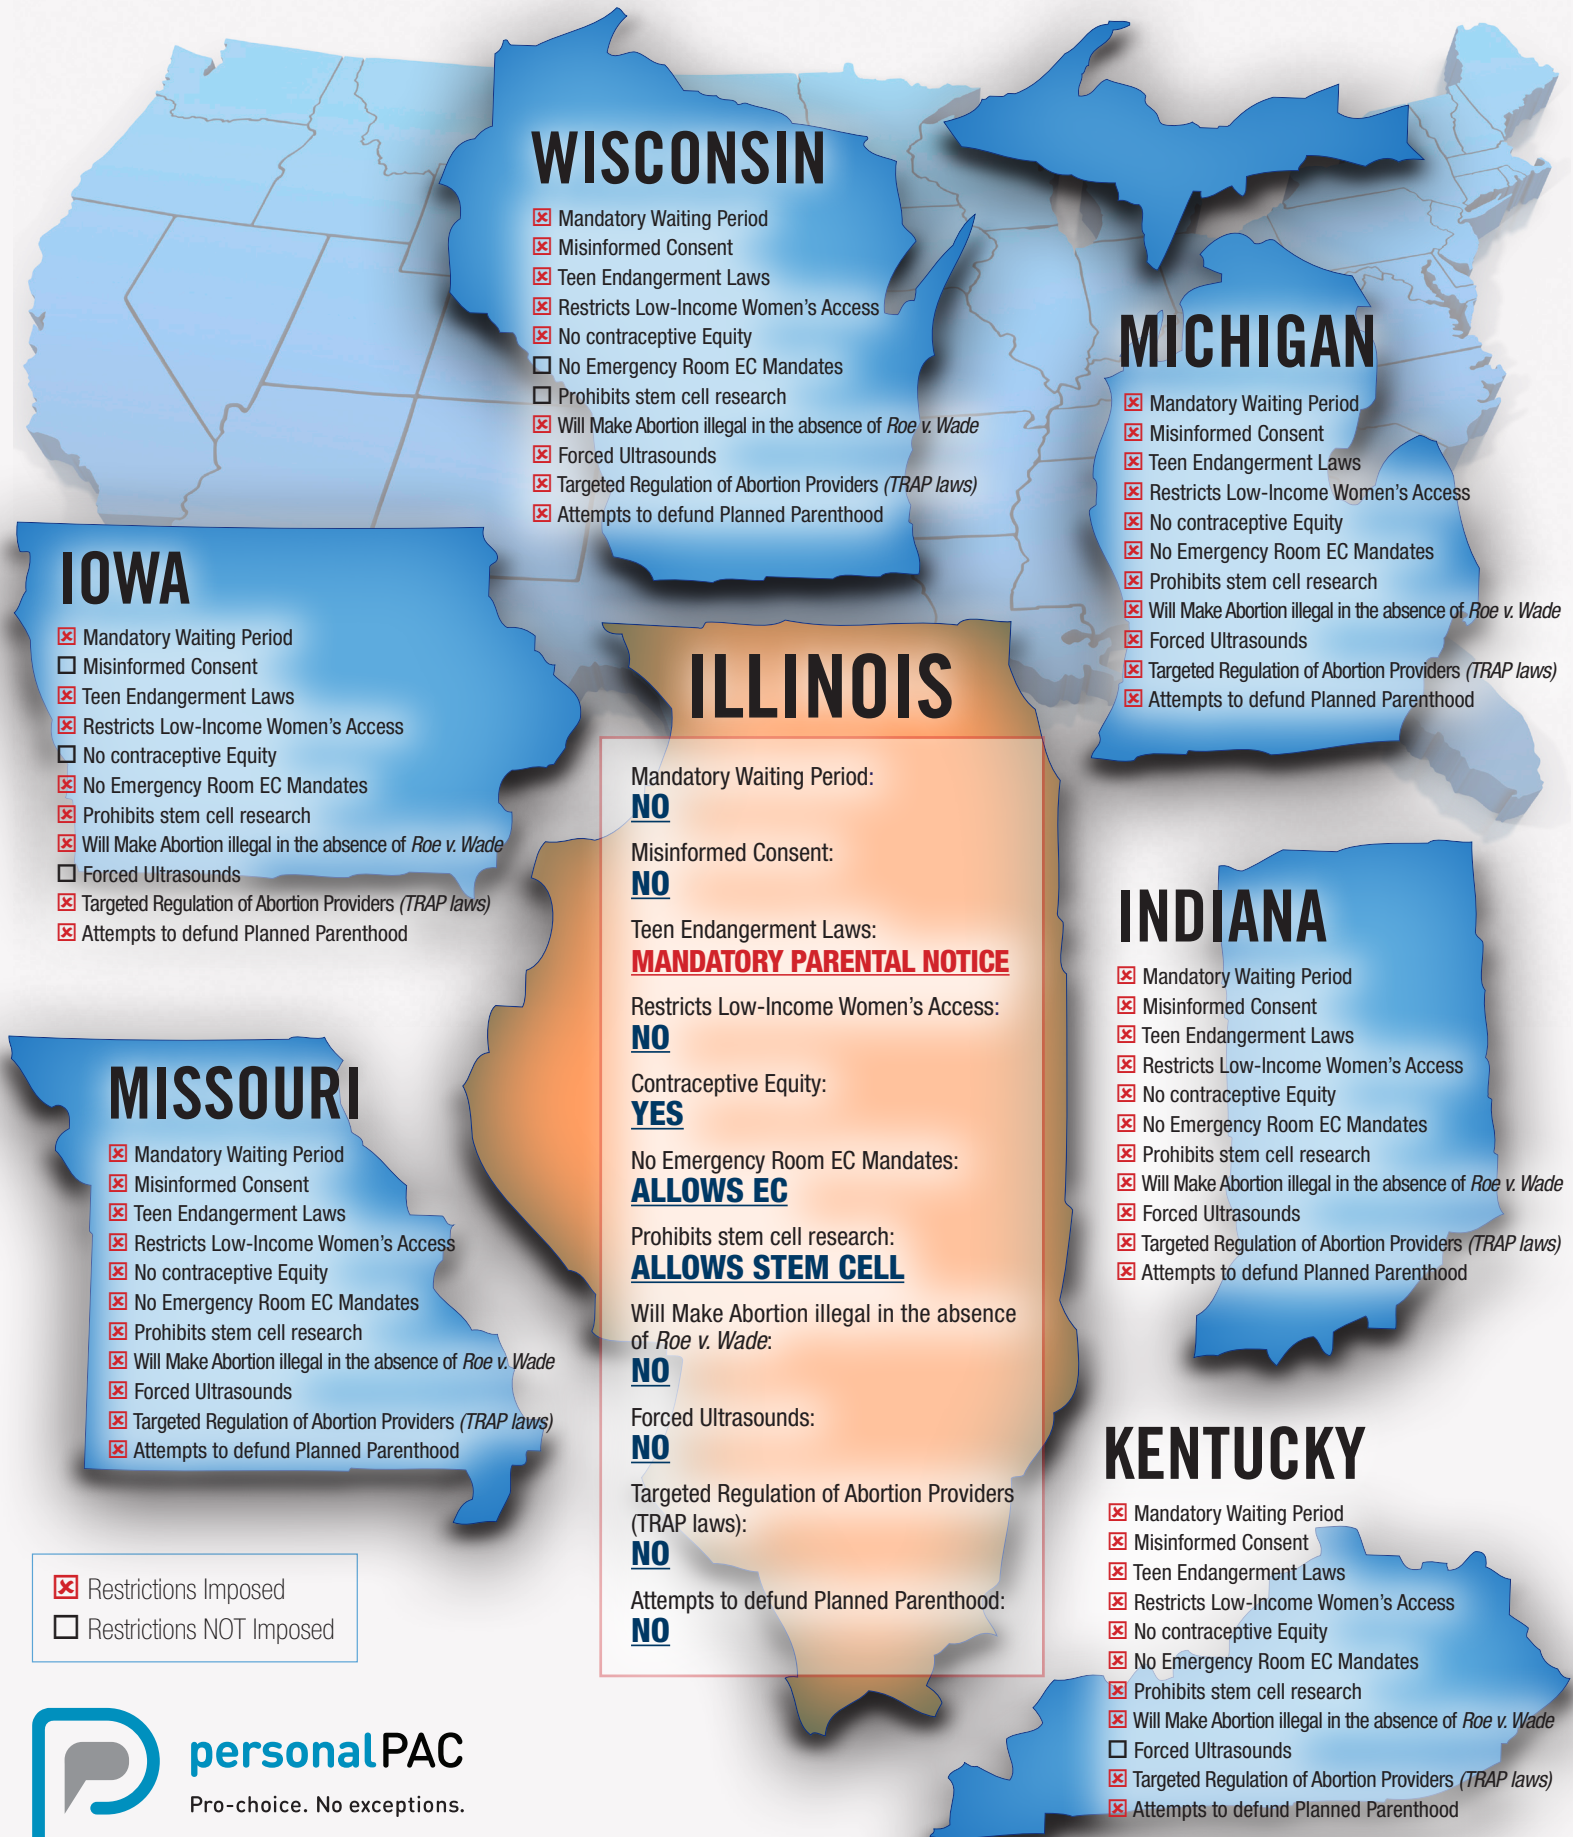 WISCONSIN
Mandatory Waiting Period
Misinformed Consent
Teen Endangerment Laws
Restricts Low-Income Women's Access
No contraceptive Equity
No Emergency Room EC Mandates
Prohibits stem cell research
Will Make Abortion illegal in the absence of Roe v. Wade
Forced Ultrasounds
Targeted Regulation of Abortion Providers (TRAP laws)
Attempts to defund Planned Parenthood
MICHIGAN
Mandatory Waiting Period
Misinformed Consent
Teen Endangerment Laws
Restricts Low-Income Women's Access
No contraceptive Equity
No Emergency Room EC Mandates
Prohibits stem cell research
Will Make Abortion illegal in the absence of Roe v. Wade
Forced Ultrasounds
Targeted Regulation of Abortion Providers (TRAP laws)
Attempts to defund Planned Parenthood
IOWA
Mandatory Waiting Period
Misinformed Consent
Teen Endangerment Laws
Restricts Low-Income Women's Access
No contraceptive Equity
No Emergency Room EC Mandates
Prohibits stem cell research
Will Make Abortion illegal in the absence of Roe v. Wade
Forced Ultrasounds
Targeted Regulation of Abortion Providers (TRAP laws)
Attempts to defund Planned Parenthood
ILLINOIS
Mandatory Waiting Period:
NO
Misinformed Consent:
NO
Teen Endangerment Laws:
MANDATORY PARENTAL NOTICE
Restricts Low-Income Women's Access:
NO
Contraceptive Equity:
YES
No Emergency Room EC Mandates:
ALLOWS EC
Prohibits stem cell research:
ALLOWS STEM CELL
Will Make Abortion illegal in the absence
of Roe v. Wade:
NO
Forced Ultrasounds:
NO
Targeted Regulation of Abortion Providers
(TRAP laws):
NO
Attempts to defund Planned Parenthood:
NO
INDIANA
Mandatory Waiting Period
Misinformed Consent
Teen Endangerment Laws
Restricts Low-Income Women's Access
No contraceptive Equity
No Emergency Room EC Mandates
Prohibits stem cell research
Will Make Abortion illegal in the absence of Roe v. Wade
Forced Ultrasounds
Targeted Regulation of Abortion Providers (TRAP laws)
Attempts to defund Planned Parenthood
MISSOURI
Mandatory Waiting Period
Misinformed Consent
Teen Endangerment Laws
Restricts Low-Income Women's Access
No contraceptive Equity
No Emergency Room EC Mandates
Prohibits stem cell research
Will Make Abortion illegal in the absence of Roe v. Wade
Forced Ultrasounds
Targeted Regulation of Abortion Providers (TRAP laws)
Attempts to defund Planned Parenthood
KENTUCKY
Mandatory Waiting Period
Misinformed Consent
Teen Endangerment Laws
Restricts Low-Income Women's Access
No contraceptive Equity
No Emergency Room EC Mandates
Prohibits stem cell research
Will Make Abortion illegal in the absence of Roe v. Wade
Forced Ultrasounds
Targeted Regulation of Abortion Providers (TRAP laws)
Attempts to defund Planned Parenthood
Restrictions Imposed
Restrictions NOT Imposed
personalPAC
Pro-choice. No exceptions.